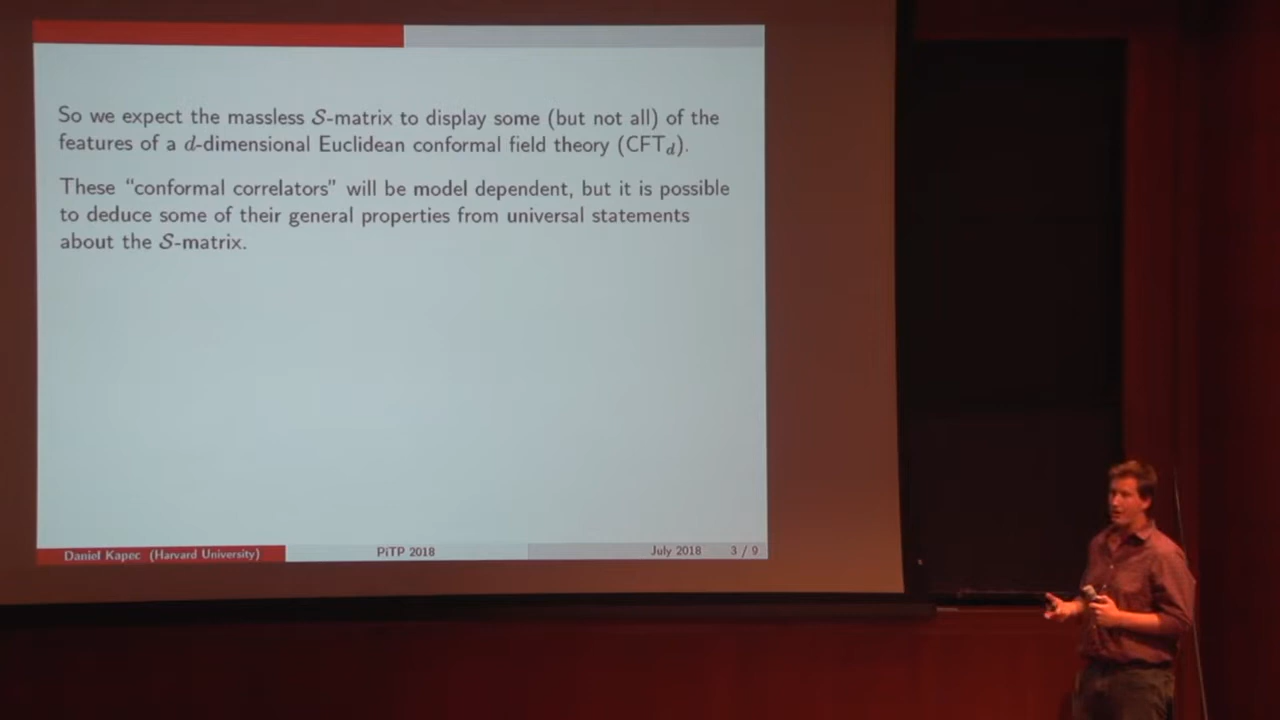 So we expect the massless 𝒮-matrix to display some (but not all) of the
features of a d-dimensional Euclidean conformal field theory (CFT_d).
These "conformal correlators" will be model dependent, but it is possible
to deduce some of their general properties from universal statements
about the 𝒮-matrix.
Daniel Kapec (Harvard University) PiTP 2018 July 2018 3 / 9